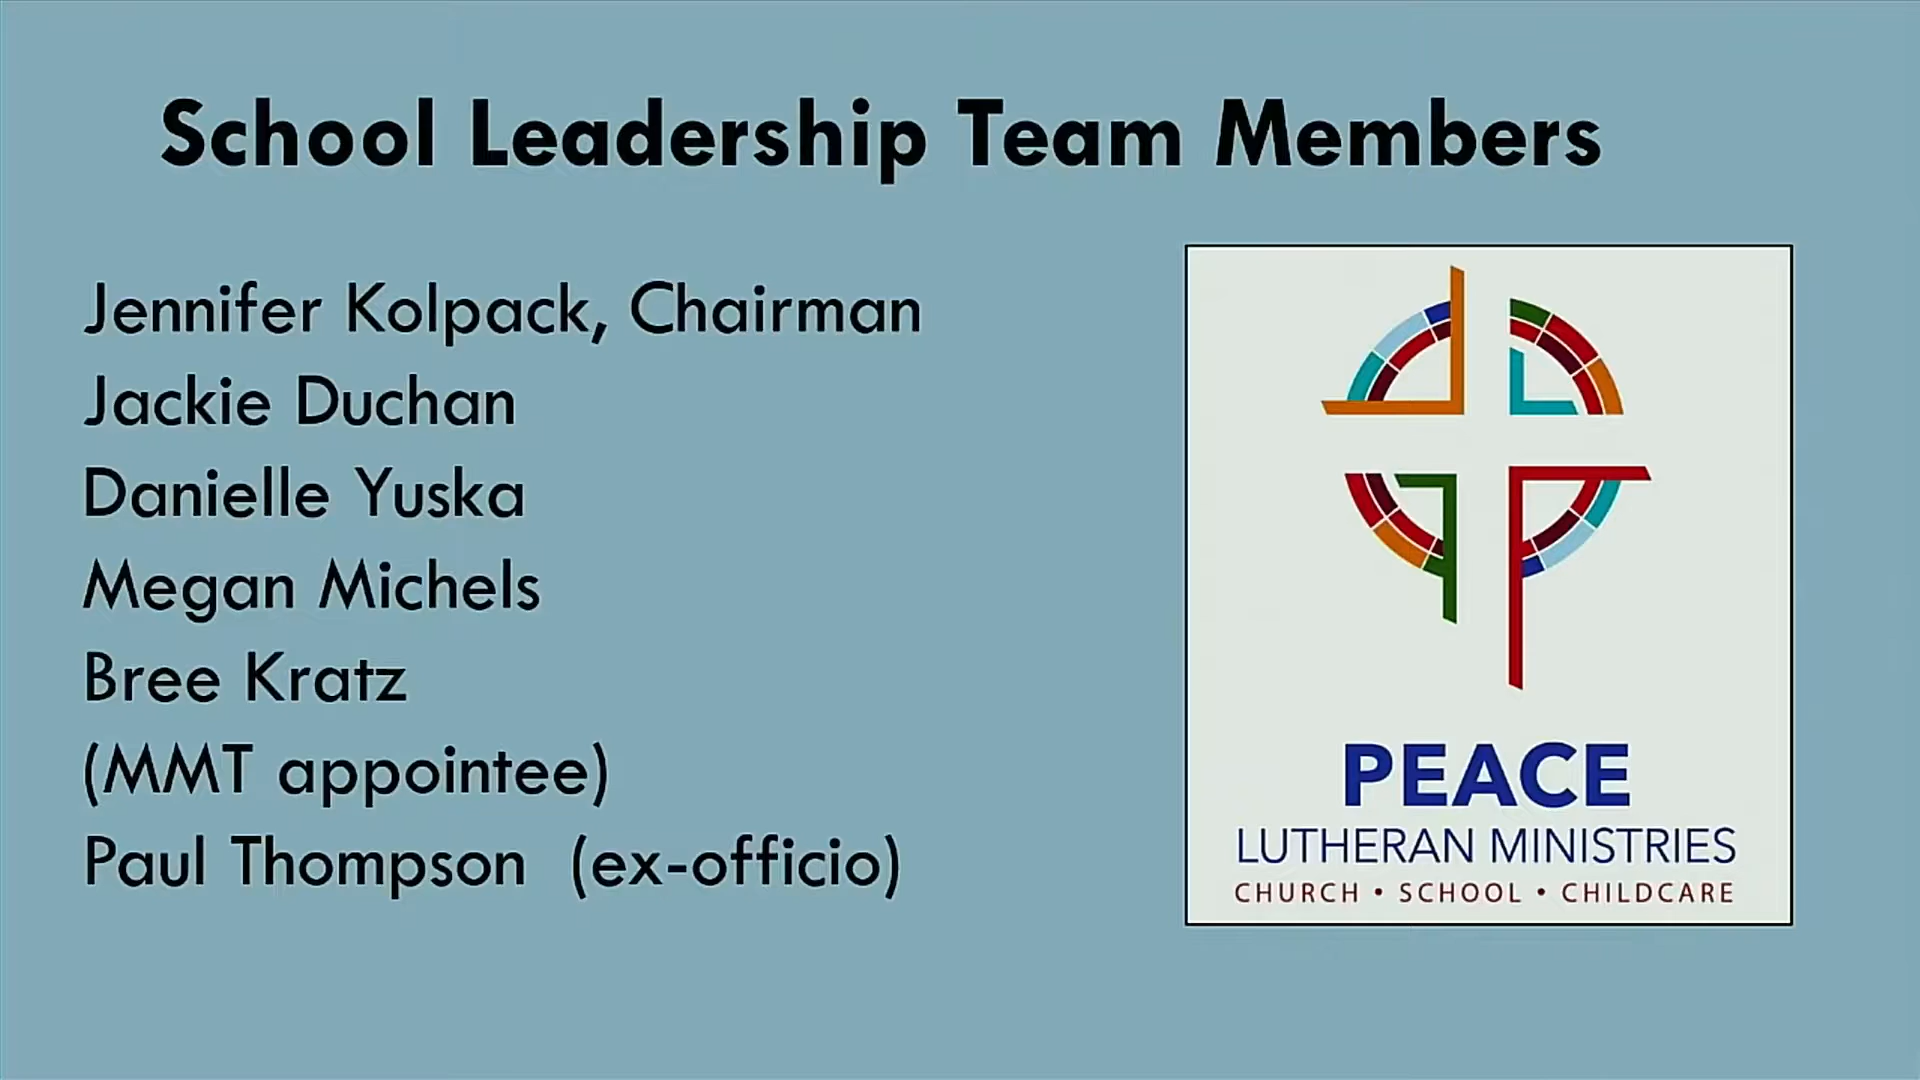 School Leadership Team Members
Jennifer Kolpack, Chairman
Jackie Duchan
Danielle Yuska
Megan Michels
Bree Kratz
(MMT appointee)
Paul Thompson (ex-officio)
PEACE
LUTHERAN MINISTRIES
CHURCH • SCHOOL • CHILDCARE